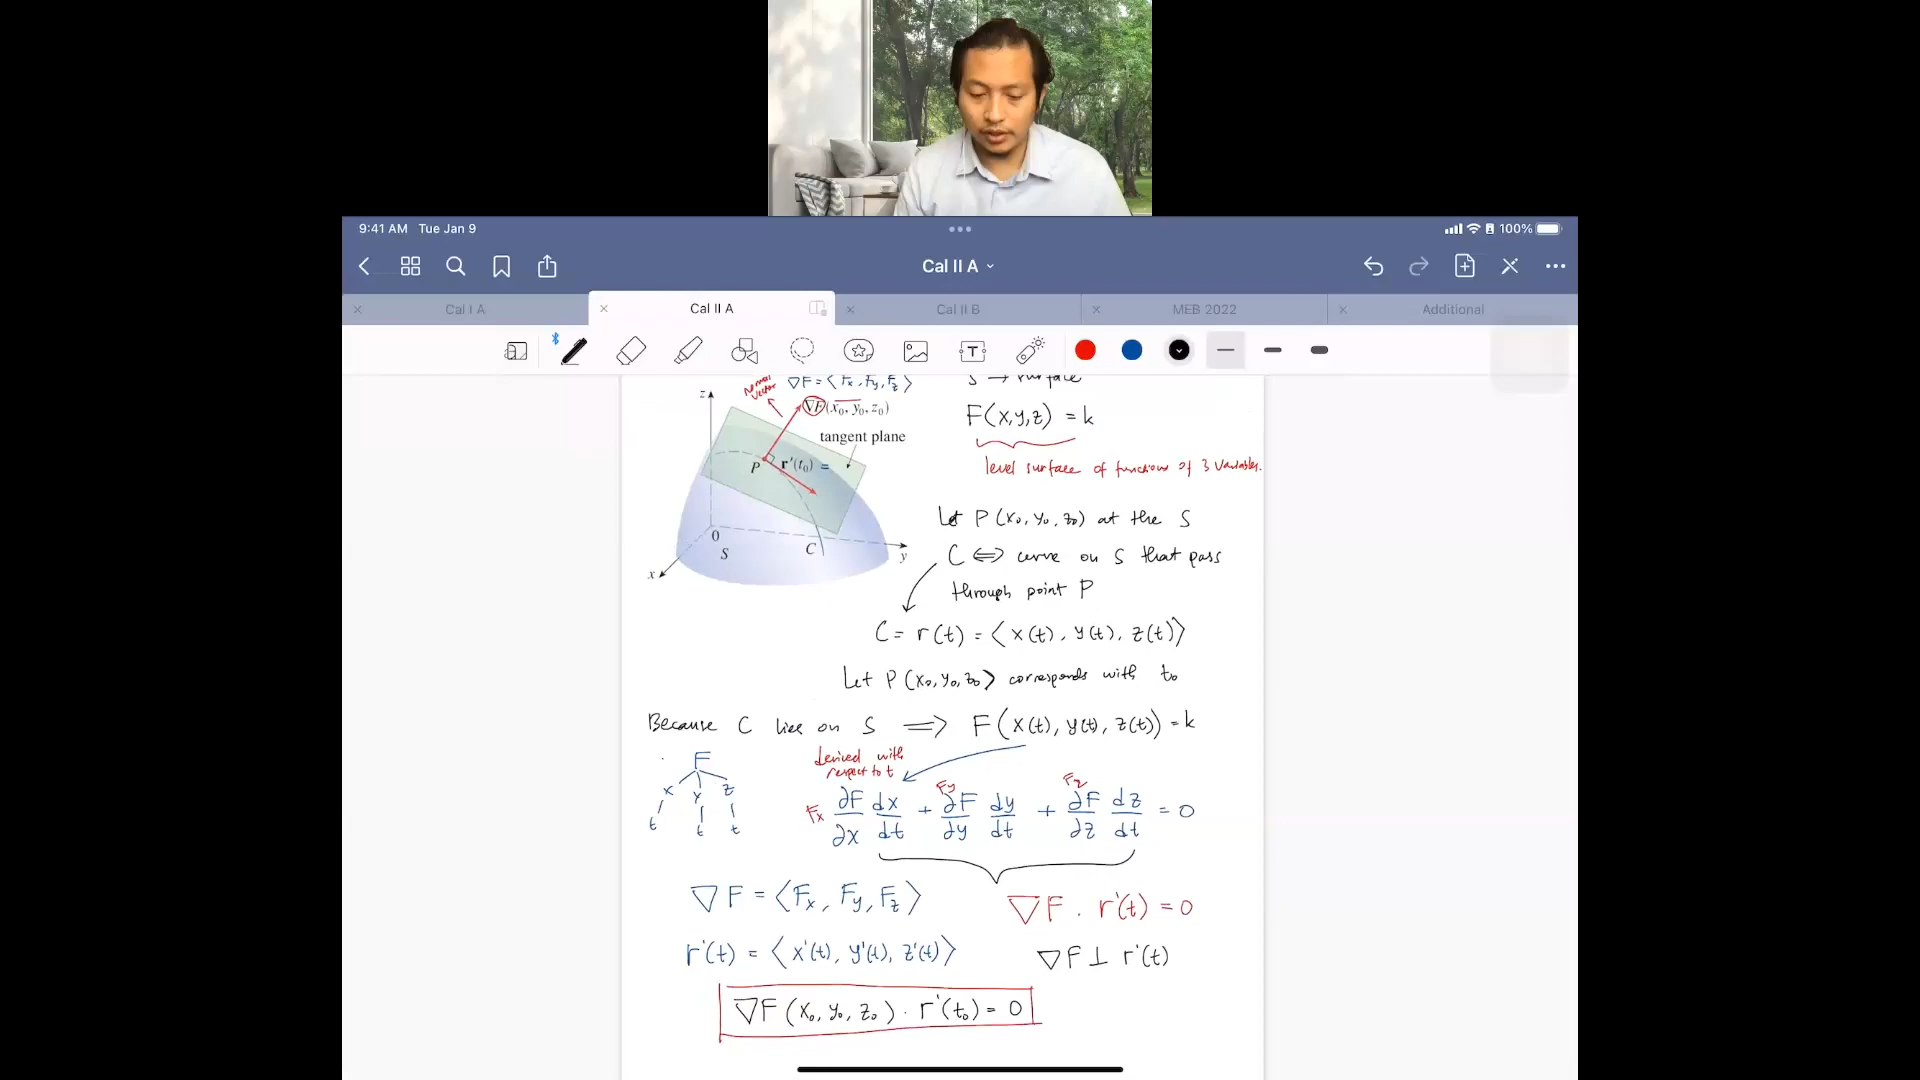 9:41 AM Tue Jan 9
100%
Cal II A
Cal I A
Cal II A
Cal II B
MEB 2022
Additional
T
Normal
vector
∇F = ⟨Fx, Fy, Fz⟩
S → surface
z
∇F(x₀, y₀, z₀)
tangent plane
P
r′(t₀) =
0
S
C
y
x
F(x,y,z) = k
level surface of functions of 3 variables.
Let P(x₀, y₀, z₀) at the S
C ⟺ curve on S that pass
through point P
C = r(t) = ⟨x(t), y(t), z(t)⟩
Let P(x₀, y₀, z₀) corresponds with t₀
Because C lies on S ⟹ F(x(t), y(t), z(t)) = k
F
x y z
t t t
derived with
respect to t
Fx ∂F/∂x dx/dt + Fy ∂F/∂y dy/dt + Fz ∂F/∂z dz/dt = 0
∇F = ⟨Fx, Fy, Fz⟩
∇F . r'(t) = 0
r'(t) = ⟨x'(t), y'(t), z'(t)⟩
∇F ⊥ r'(t)
∇F(x₀, y₀, z₀) · r'(t₀) = 0